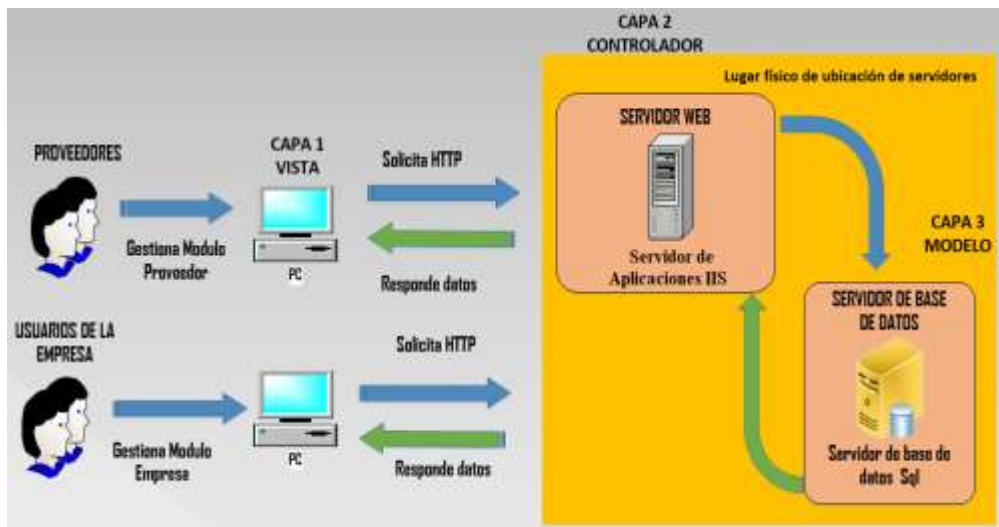 CAPA 2
CONTROLADOR
Lugar físico de ubicación de servidores
SERVIDOR WEB
Servidor de
Aplicaciones IIS
PROVEEDORES
CAPA 1
VISTA
Solicita HTTP
Gestiona Modulo
Proveedor
PC
Responde datos
CAPA 3
MODELO
SERVIDOR DE BASE
DE DATOS
Servidor de base de
datos Sql
USUARIOS DE LA
EMPRESA
Solicita HTTP
Gestiona Modulo
Empresa
PC
Responde datos